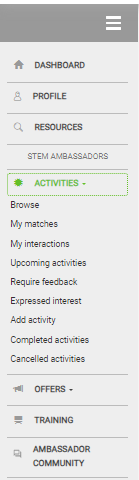 DASHBOARD
PROFILE
RESOURCES
STEM AMBASSADORS
ACTIVITIES
Browse
My matches
My interactions
Upcoming activities
Require feedback
Expressed interest
Add activity
Completed activities
Cancelled activities
OFFERS
TRAINING
AMBASSADOR
COMMUNITY